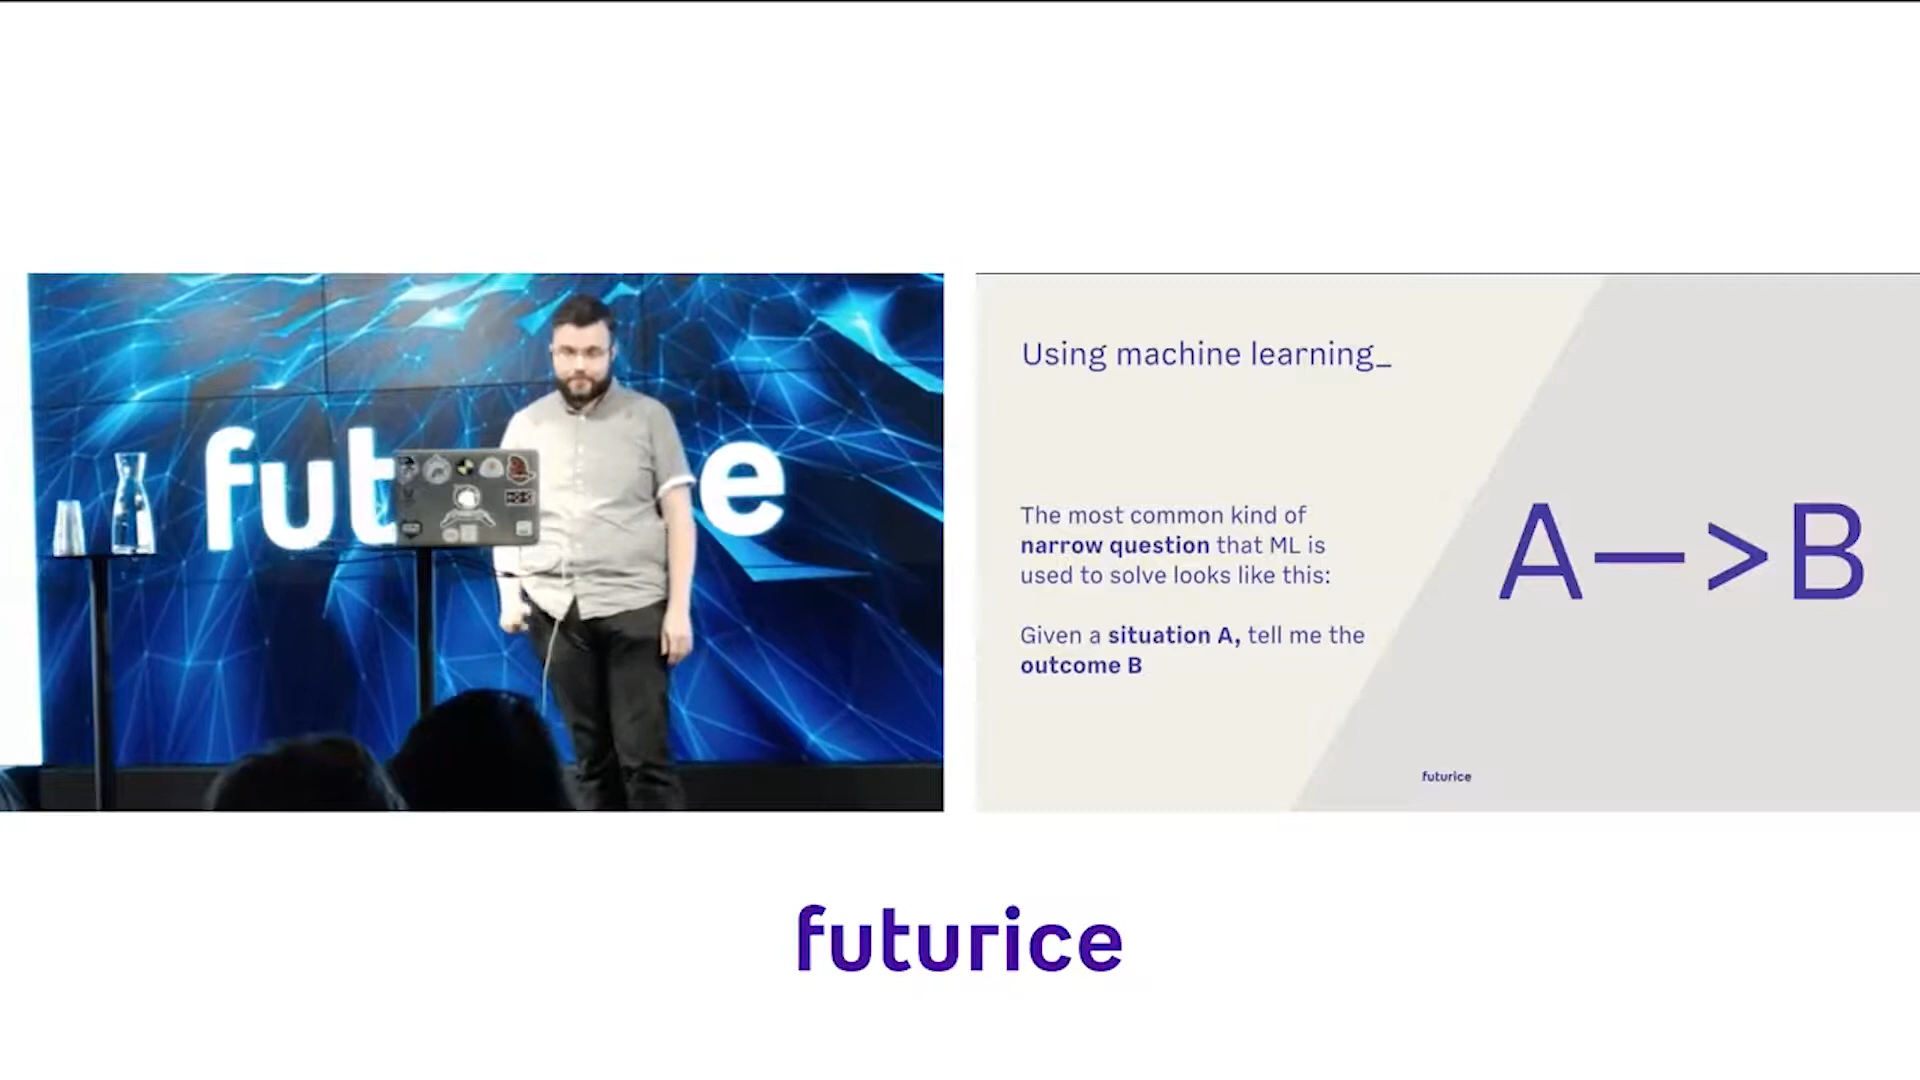 fut e
Using machine learning_
The most common kind of
narrow question that ML is
used to solve looks like this:
Given a situation A, tell me the
outcome B
A—>B
futurice
futurice